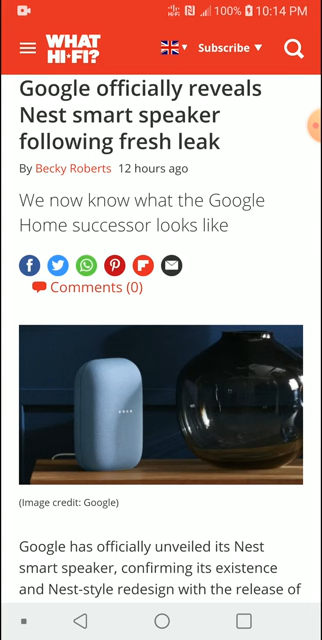 100% 10:14 PM
WHAT
HI-FI?
Subscribe
Google officially reveals
Nest smart speaker
following fresh leak
By Becky Roberts 12 hours ago
We now know what the Google
Home successor looks like
Comments (0)
(Image credit: Google)
Google has officially unveiled its Nest
smart speaker, confirming its existence
and Nest-style redesign with the release of